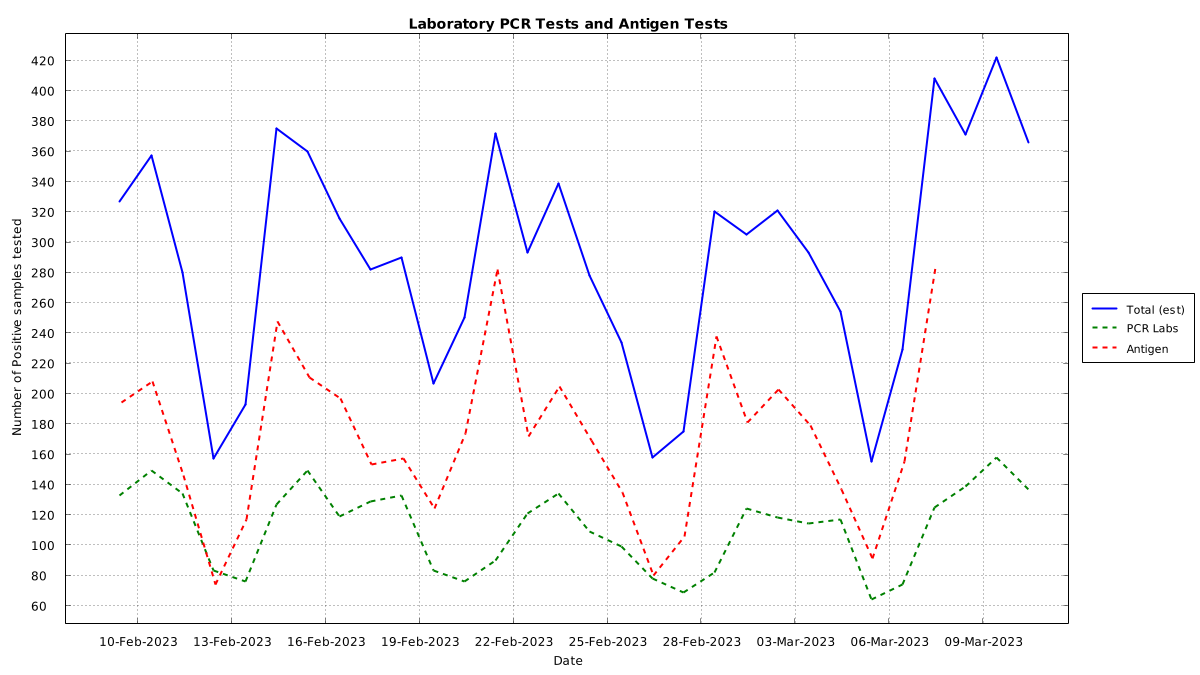 Laboratory PCR Tests and Antigen Tests
Number of Positive samples tested
420
400
380
360
340
320
300
280
260
240
220
200
180
160
140
120
100
80
60
10-Feb-2023 13-Feb-2023 16-Feb-2023 19-Feb-2023 22-Feb-2023 25-Feb-2023 28-Feb-2023 03-Mar-2023 06-Mar-2023 09-Mar-2023
Date
Total (est)
PCR Labs
Antigen